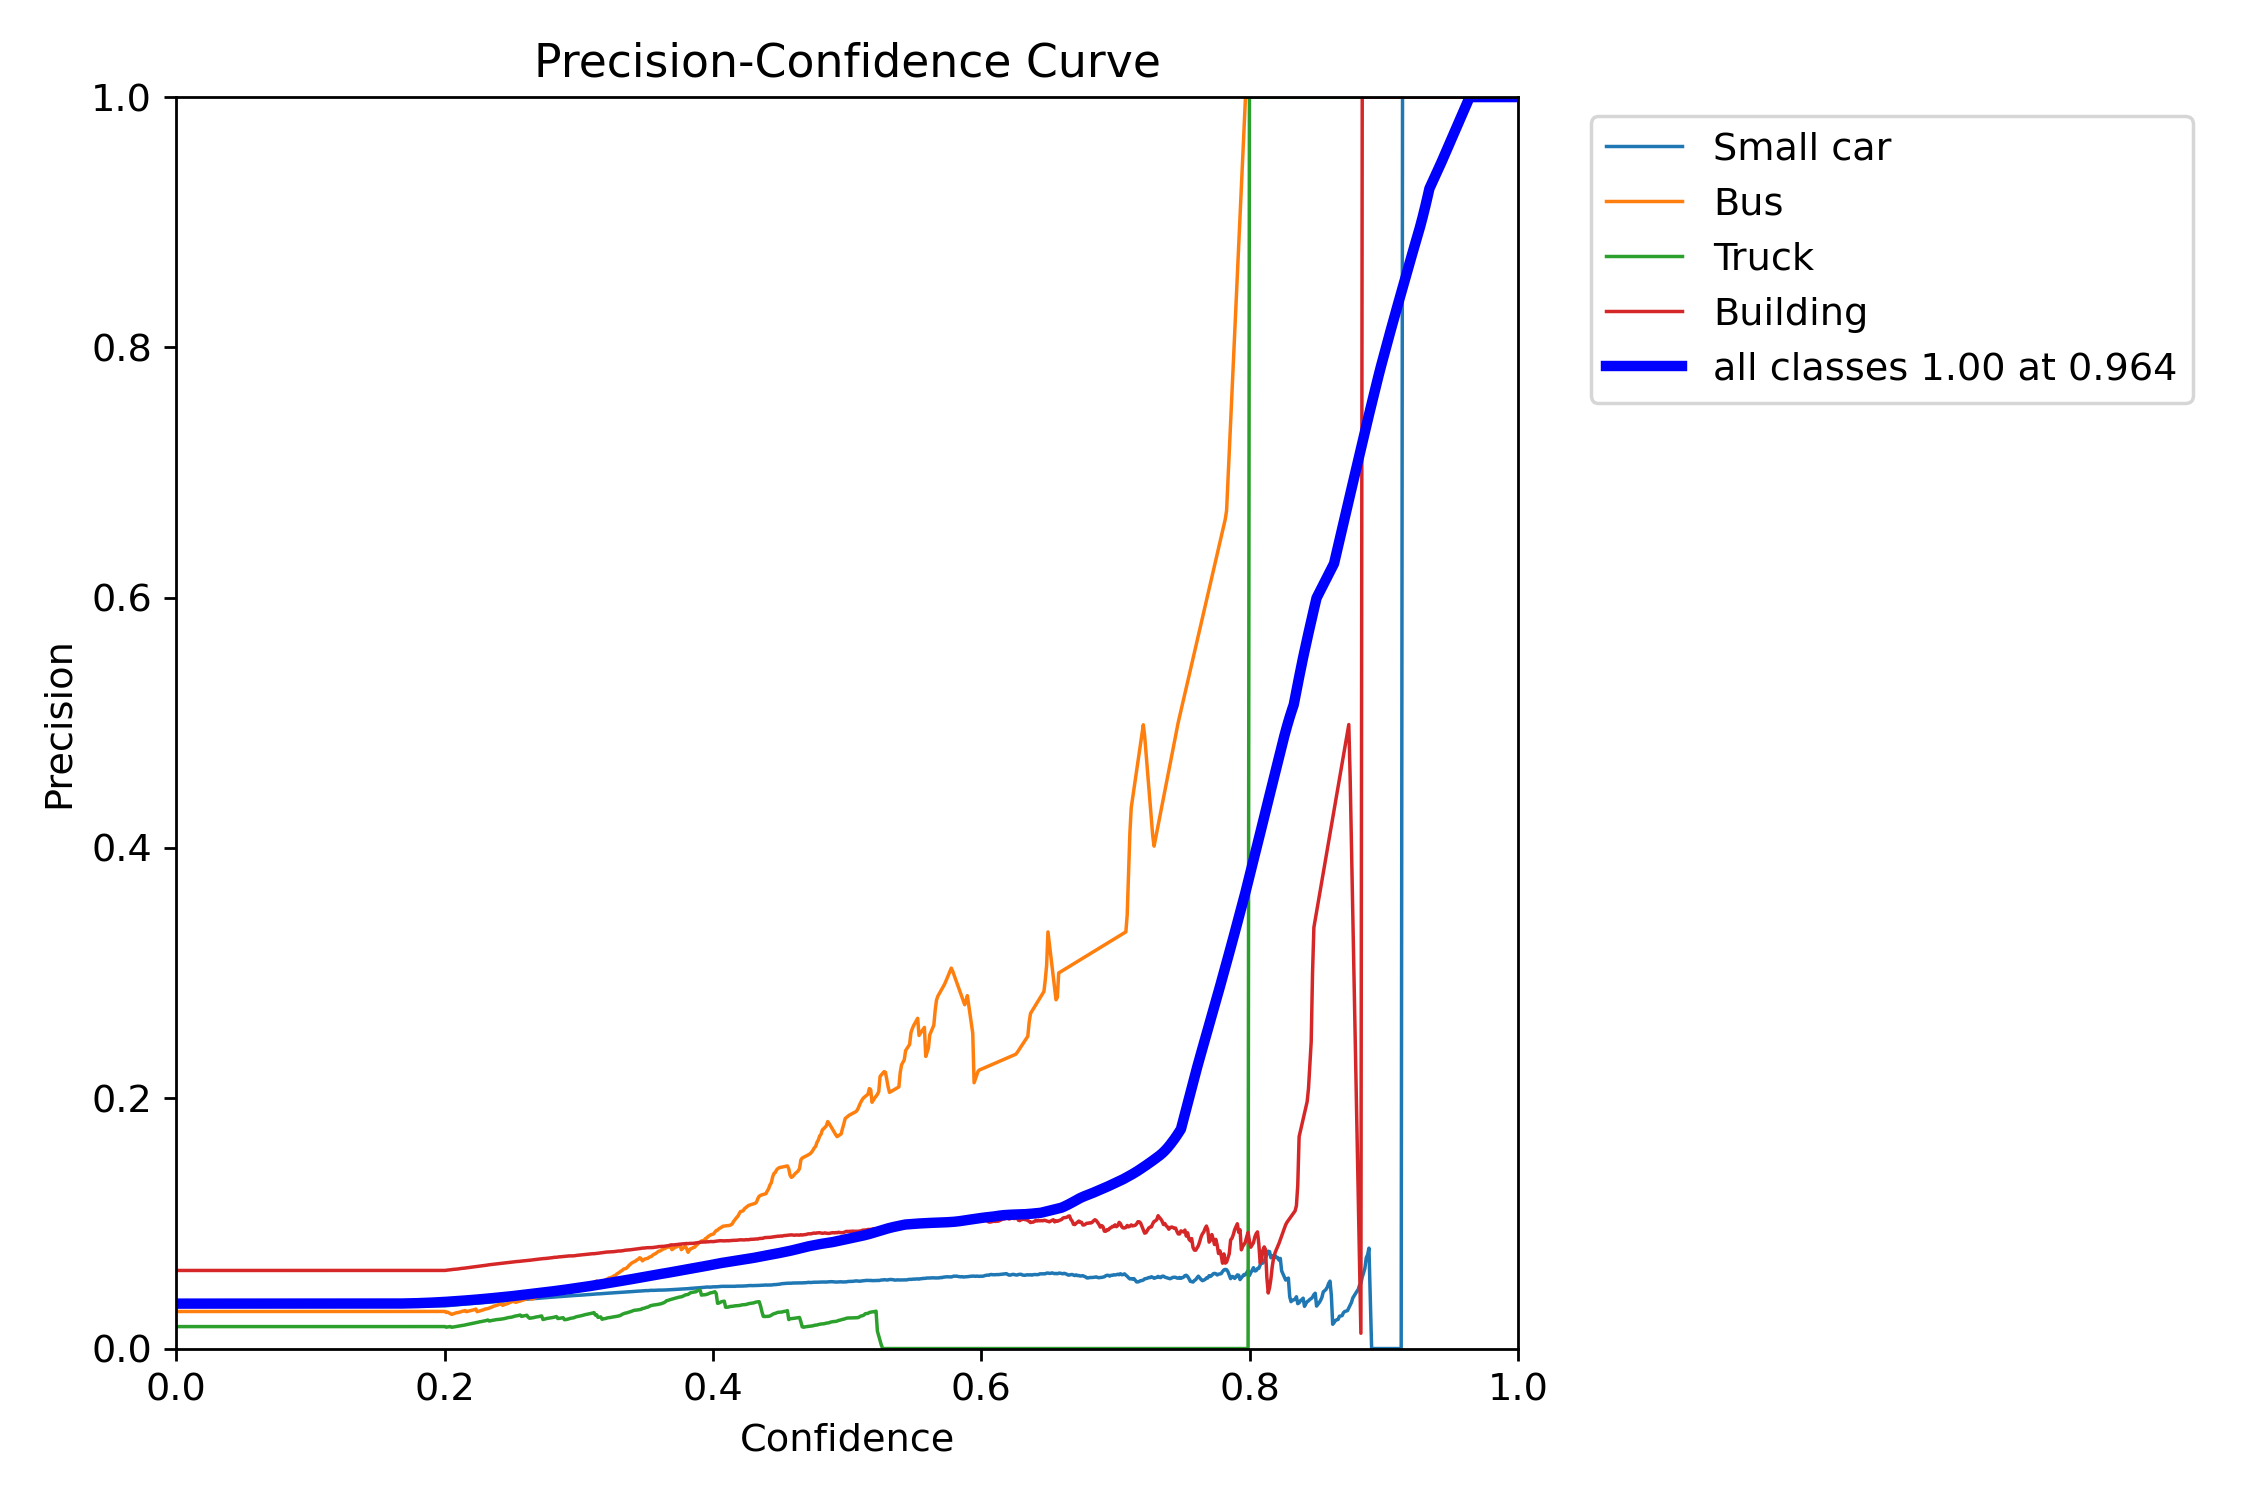 Precision-Confidence Curve
1.0
0.8
0.6
0.4
0.2
0.0
Precision
0.0 0.2 0.4 0.6 0.8 1.0
Confidence
Small car
Bus
Truck
Building
all classes 1.00 at 0.964